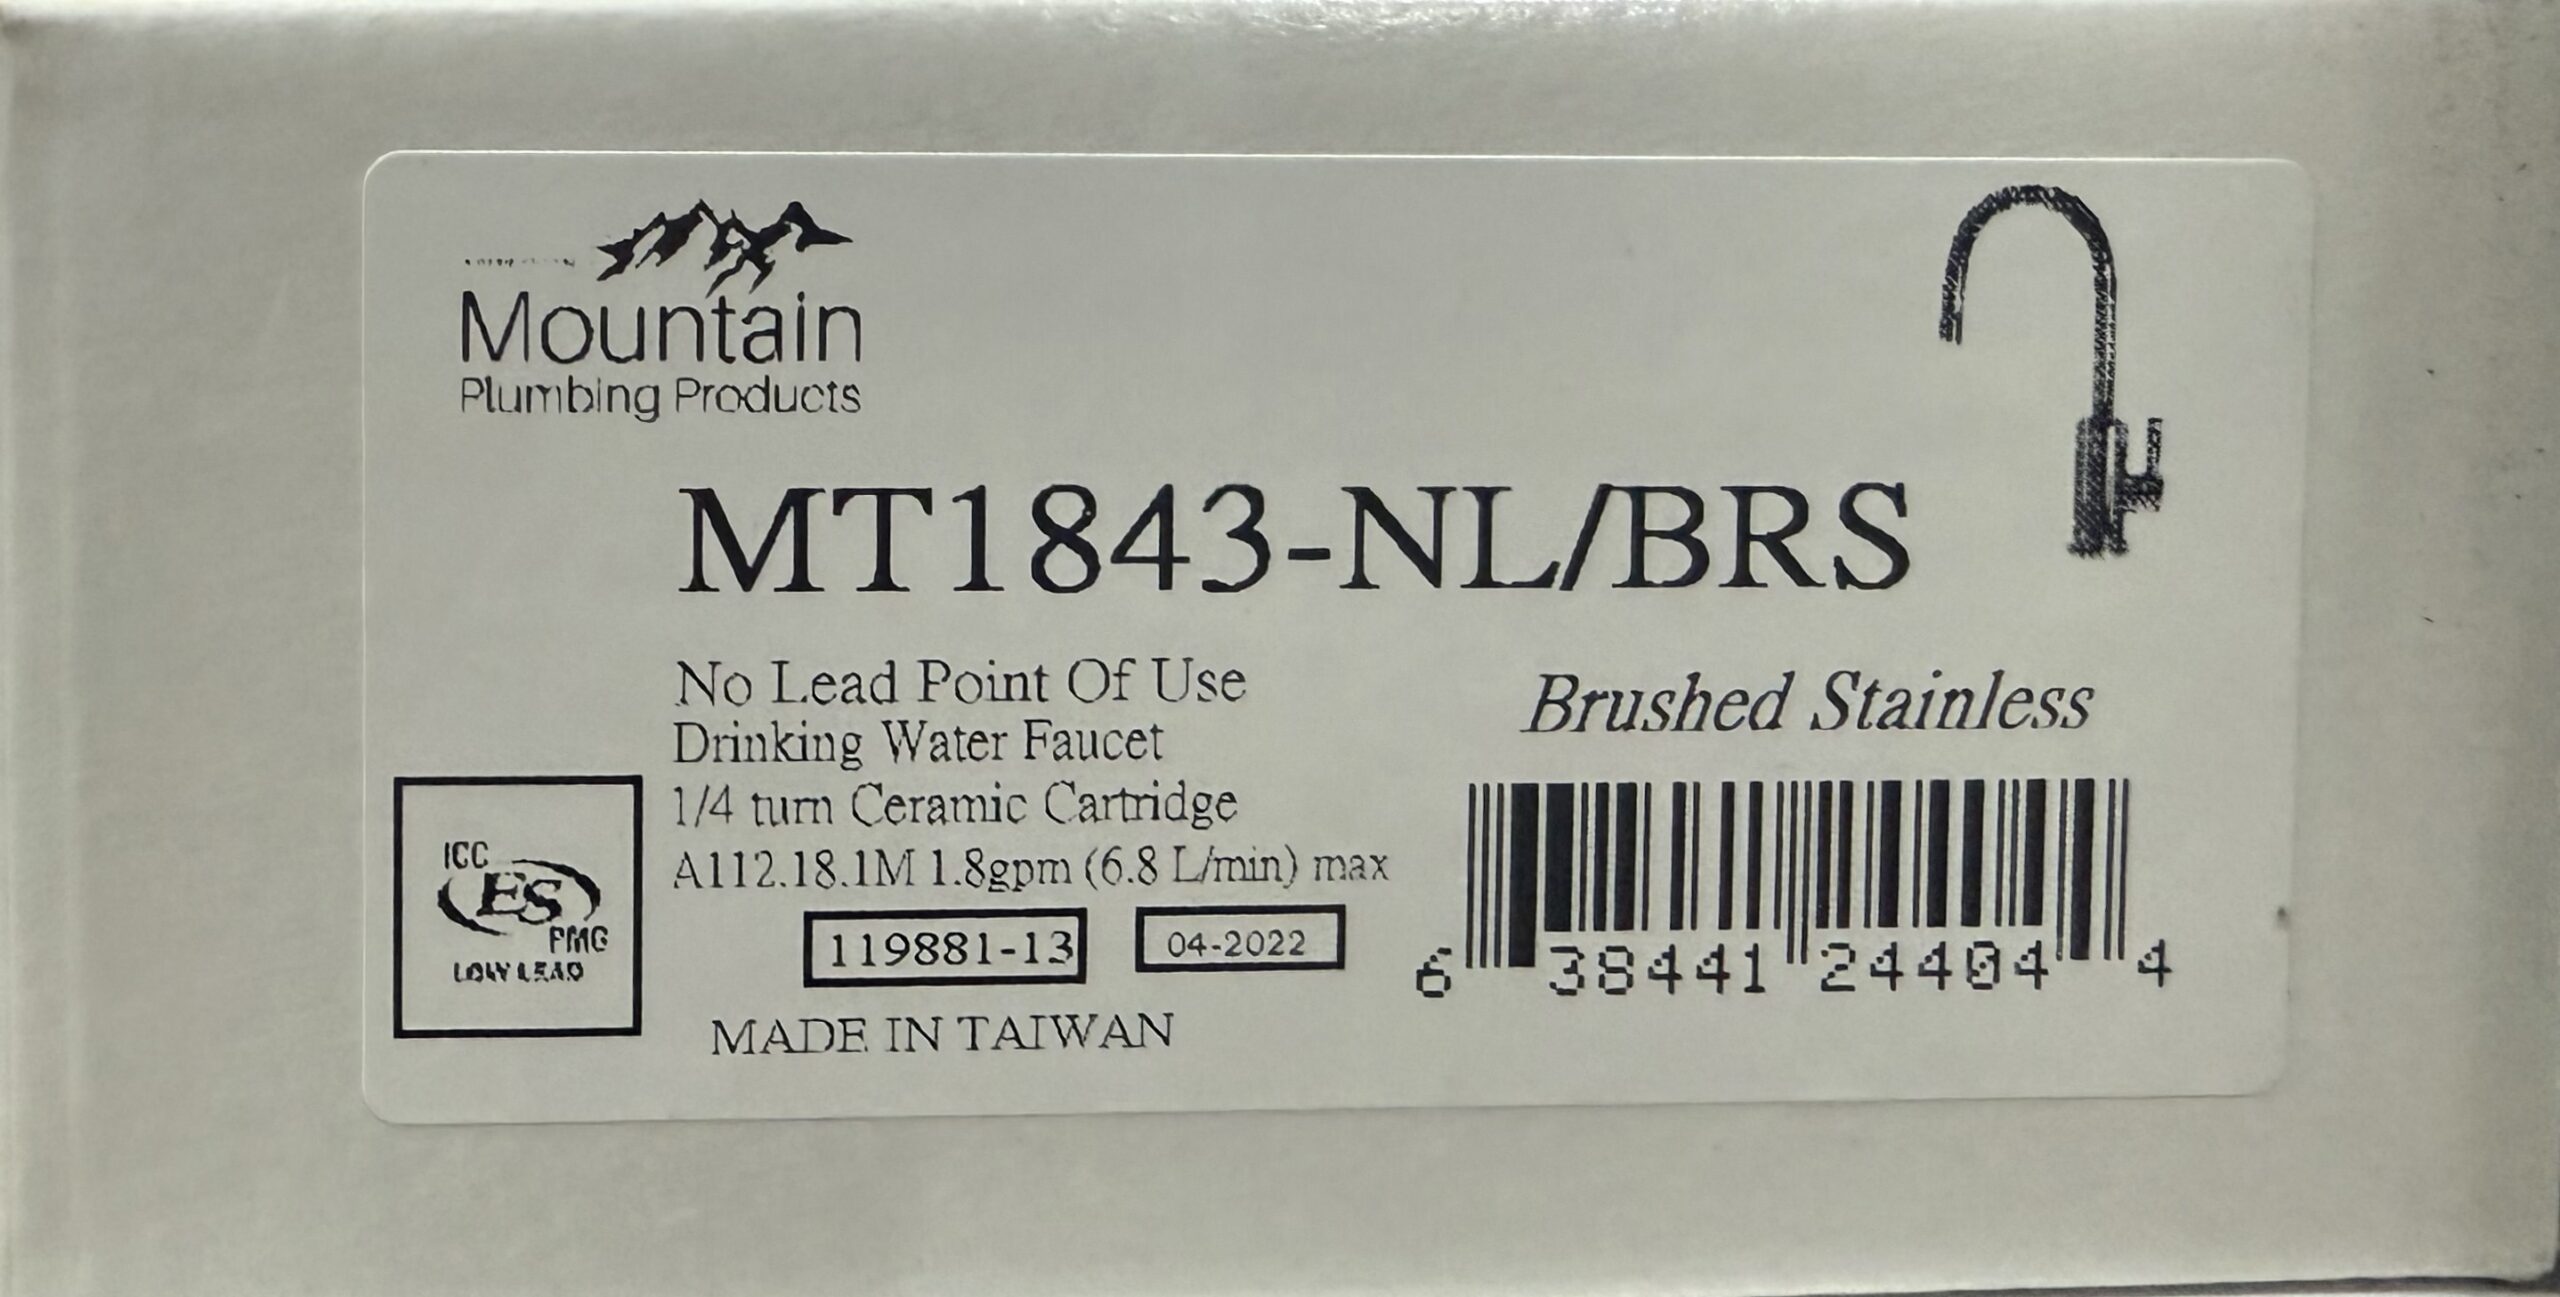 Mountain
Plumbing Products
MT1843-NL/BRS
No Lead Point Of Use
Drinking Water Faucet
1/4 turn Ceramic Cartridge
A112.18.1M 1.8gpm (6.8 L/min) max
119881-13
04-2022
MADE IN TAIWAN
ICC
ES
PMG
LOW LEAD
Brushed Stainless
6 38441 24404 4